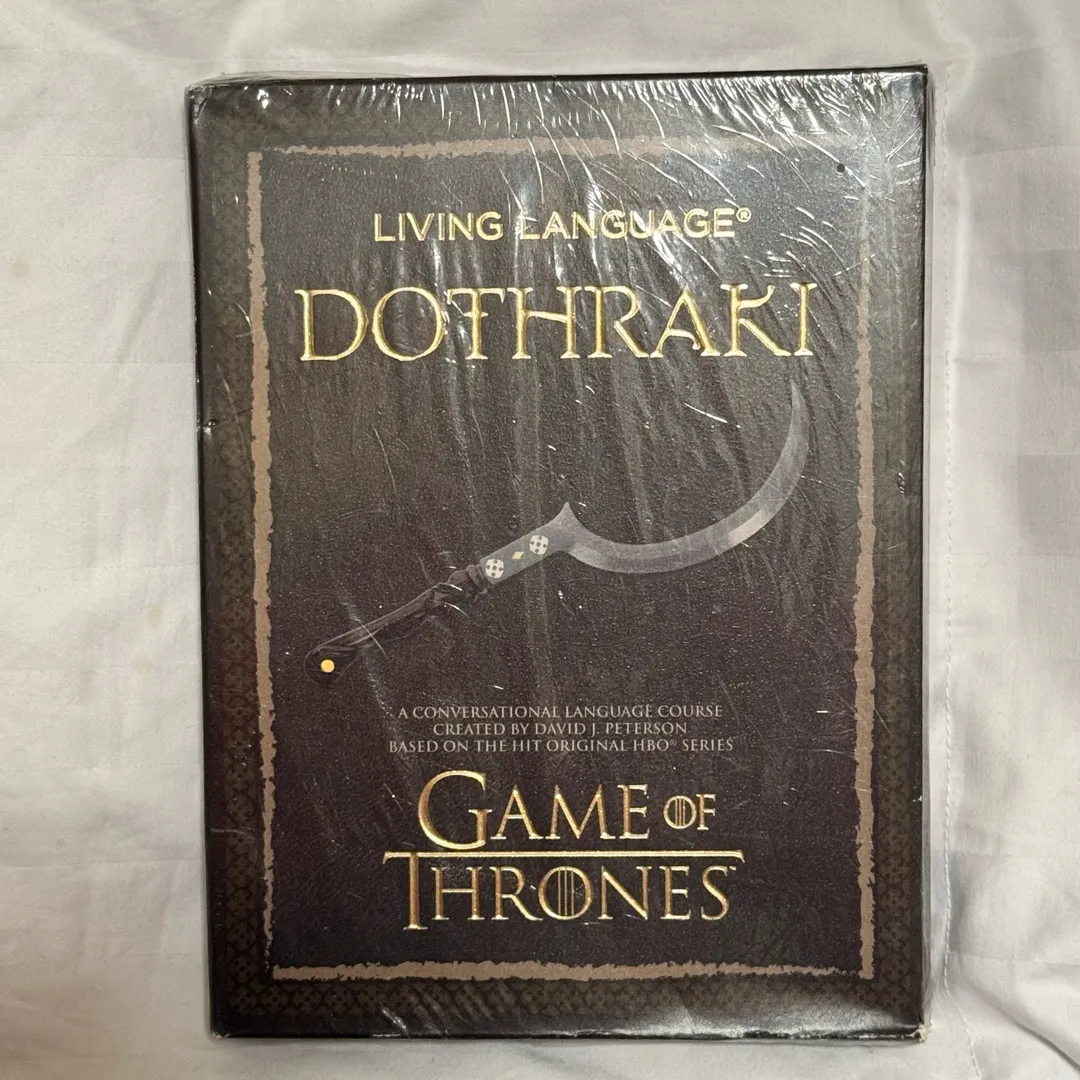 LIVING LANGUAGE®
DOTHRAKI
A CONVERSATIONAL LANGUAGE COURSE
CREATED BY DAVID J. PETERSON
BASED ON THE HIT ORIGINAL HBO® SERIES
GAME OF
THRONES™